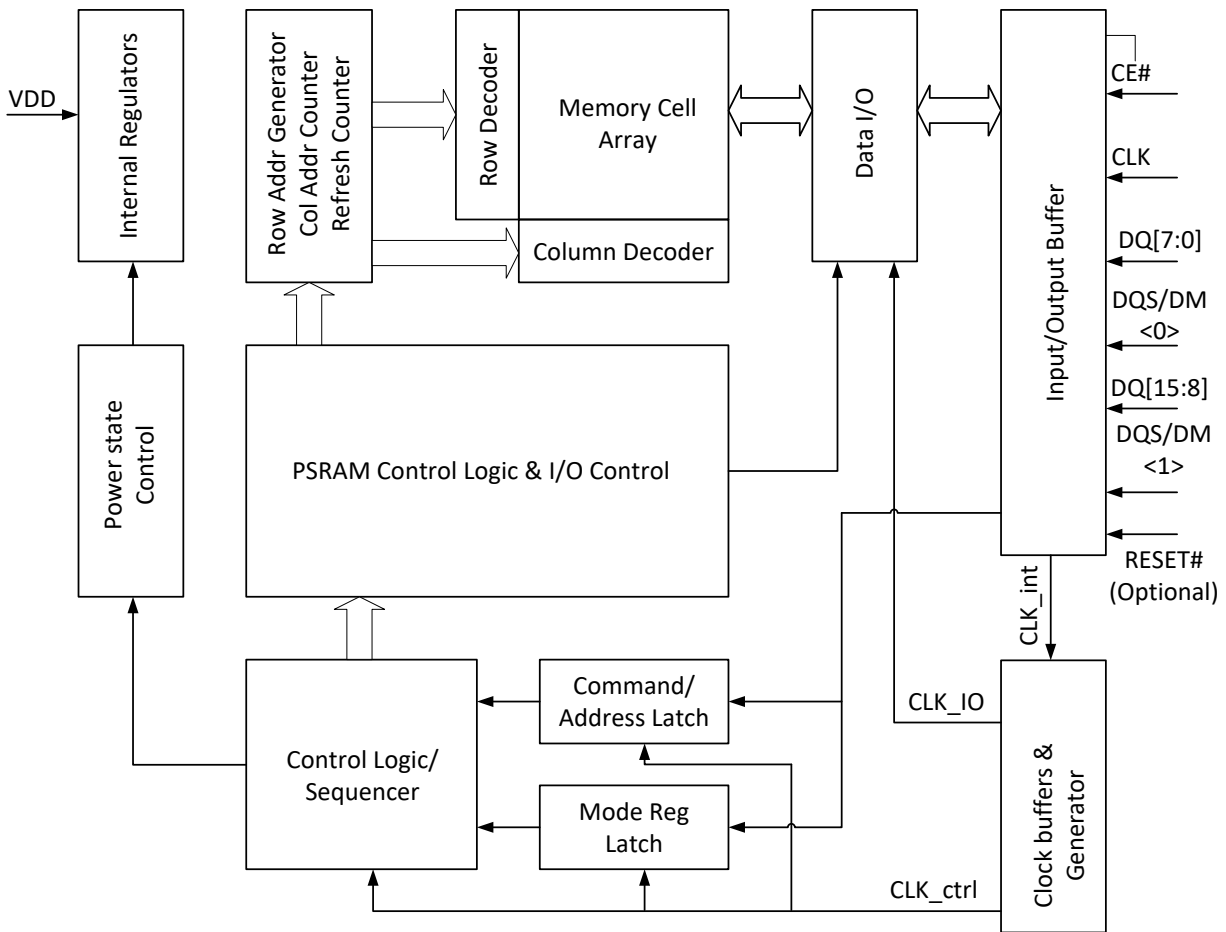 VDD
Internal Regulators
Row Addr Generator
Col Addr Counter
Refresh Counter
Row Decoder
Memory Cell
Array
Column Decoder
Data I/O
Input/Output Buffer
CE#
CLK
DQ[7:0]
DQS/DM
<0>
DQ[15:8]
DQS/DM
<1>
RESET#
(Optional)
Power state
Control
PSRAM Control Logic & I/O Control
CLK_int
Control Logic/
Sequencer
Command/
Address Latch
Mode Reg
Latch
CLK_IO
CLK_ctrl
Clock buffers &
Generator